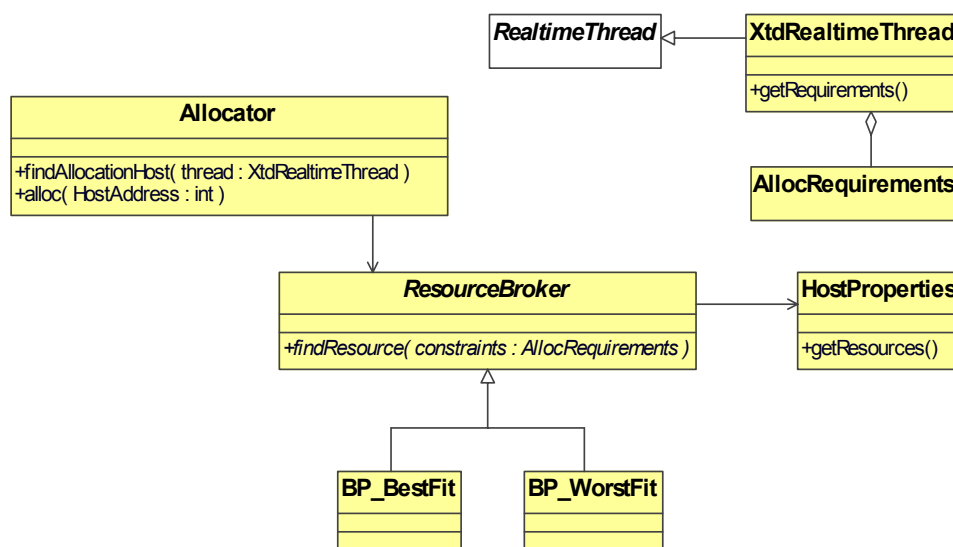 RealtimeThread
XtdRealtimeThread
+getRequirements()
Allocator
+findAllocationHost( thread : XtdRealtimeThread )
+alloc( HostAddress : int )
AllocRequirements
ResourceBroker
+findResource( constraints : AllocRequirements )
HostProperties
+getResources()
BP_BestFit
BP_WorstFit